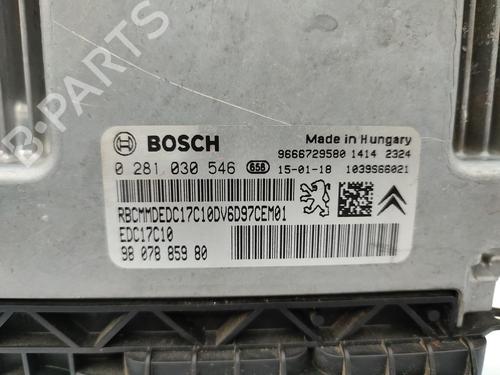 B-PARTS
BOSCH
Made in Hungary
9666729580 1414 2324
0 281 030 546 658 15-01-18 1039S66021
RBCMMDEDC17C10DV6D97CEM01
EDC17C10
98 078 859 80